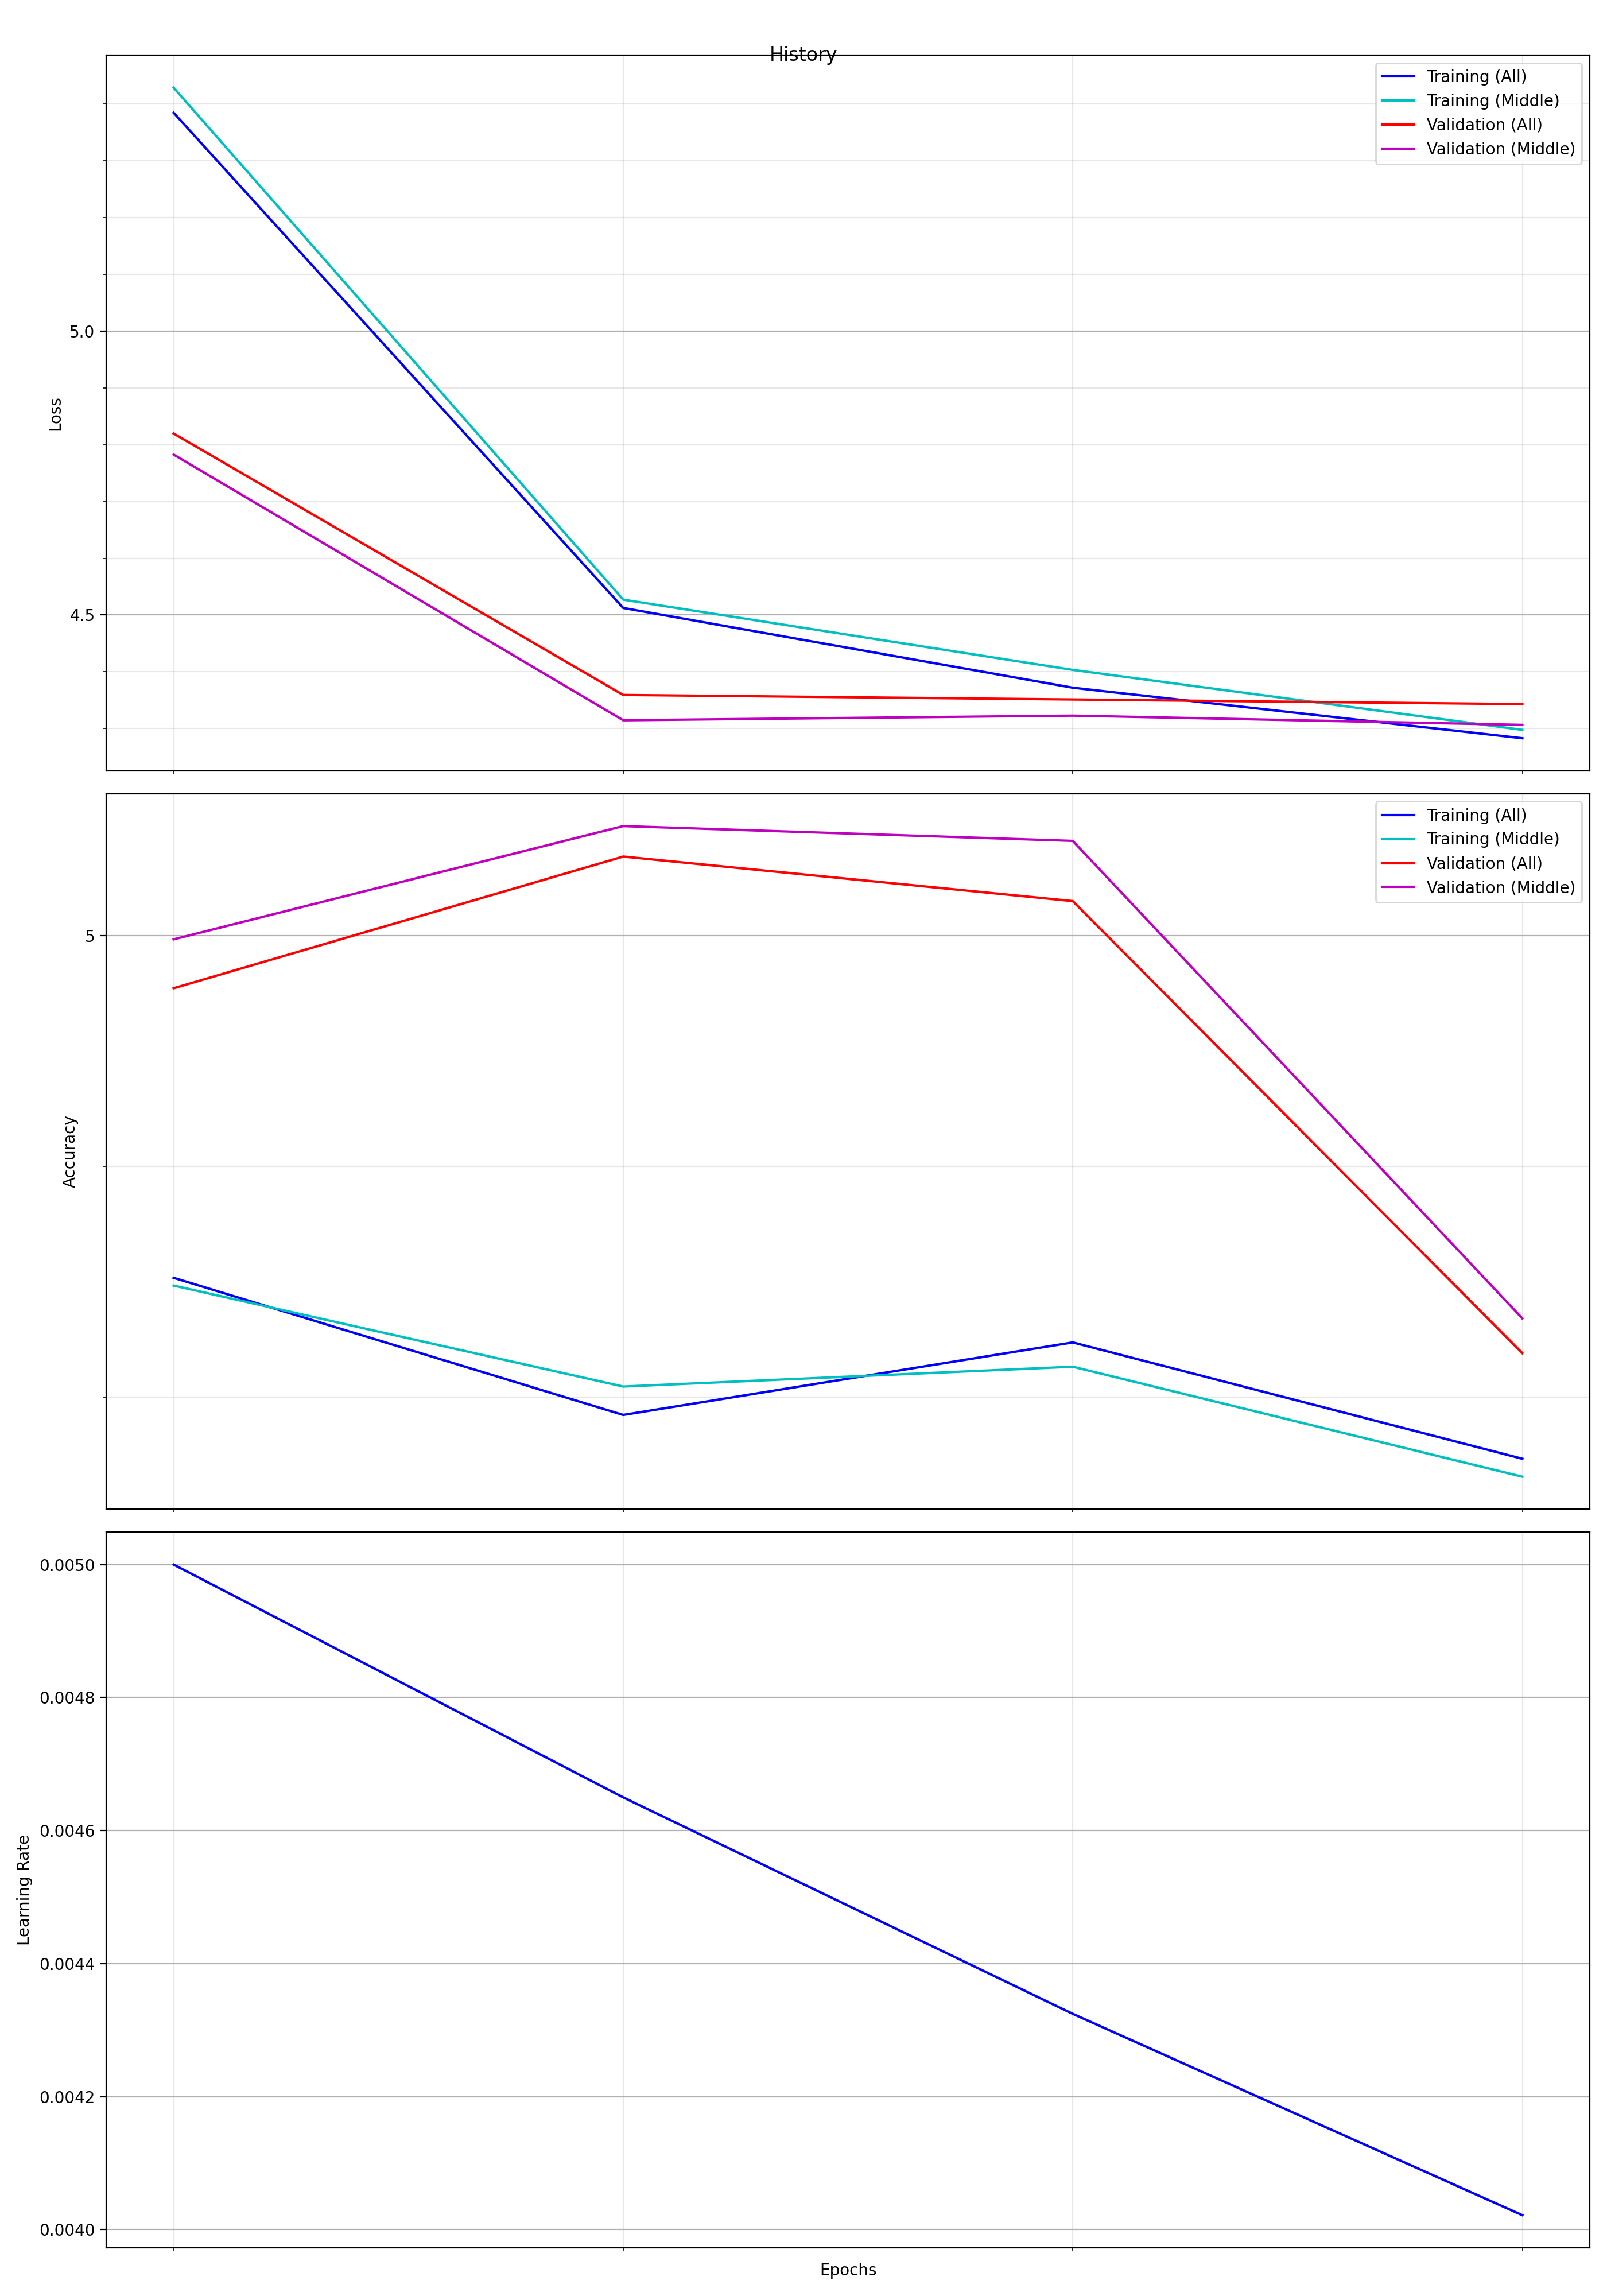 History
Training (All)
Training (Middle)
Validation (All)
Validation (Middle)
5.0
4.5
Loss
Training (All)
Training (Middle)
Validation (All)
Validation (Middle)
5
Accuracy
0.0050
0.0048
0.0046
0.0044
0.0042
0.0040
Learning Rate
Epochs